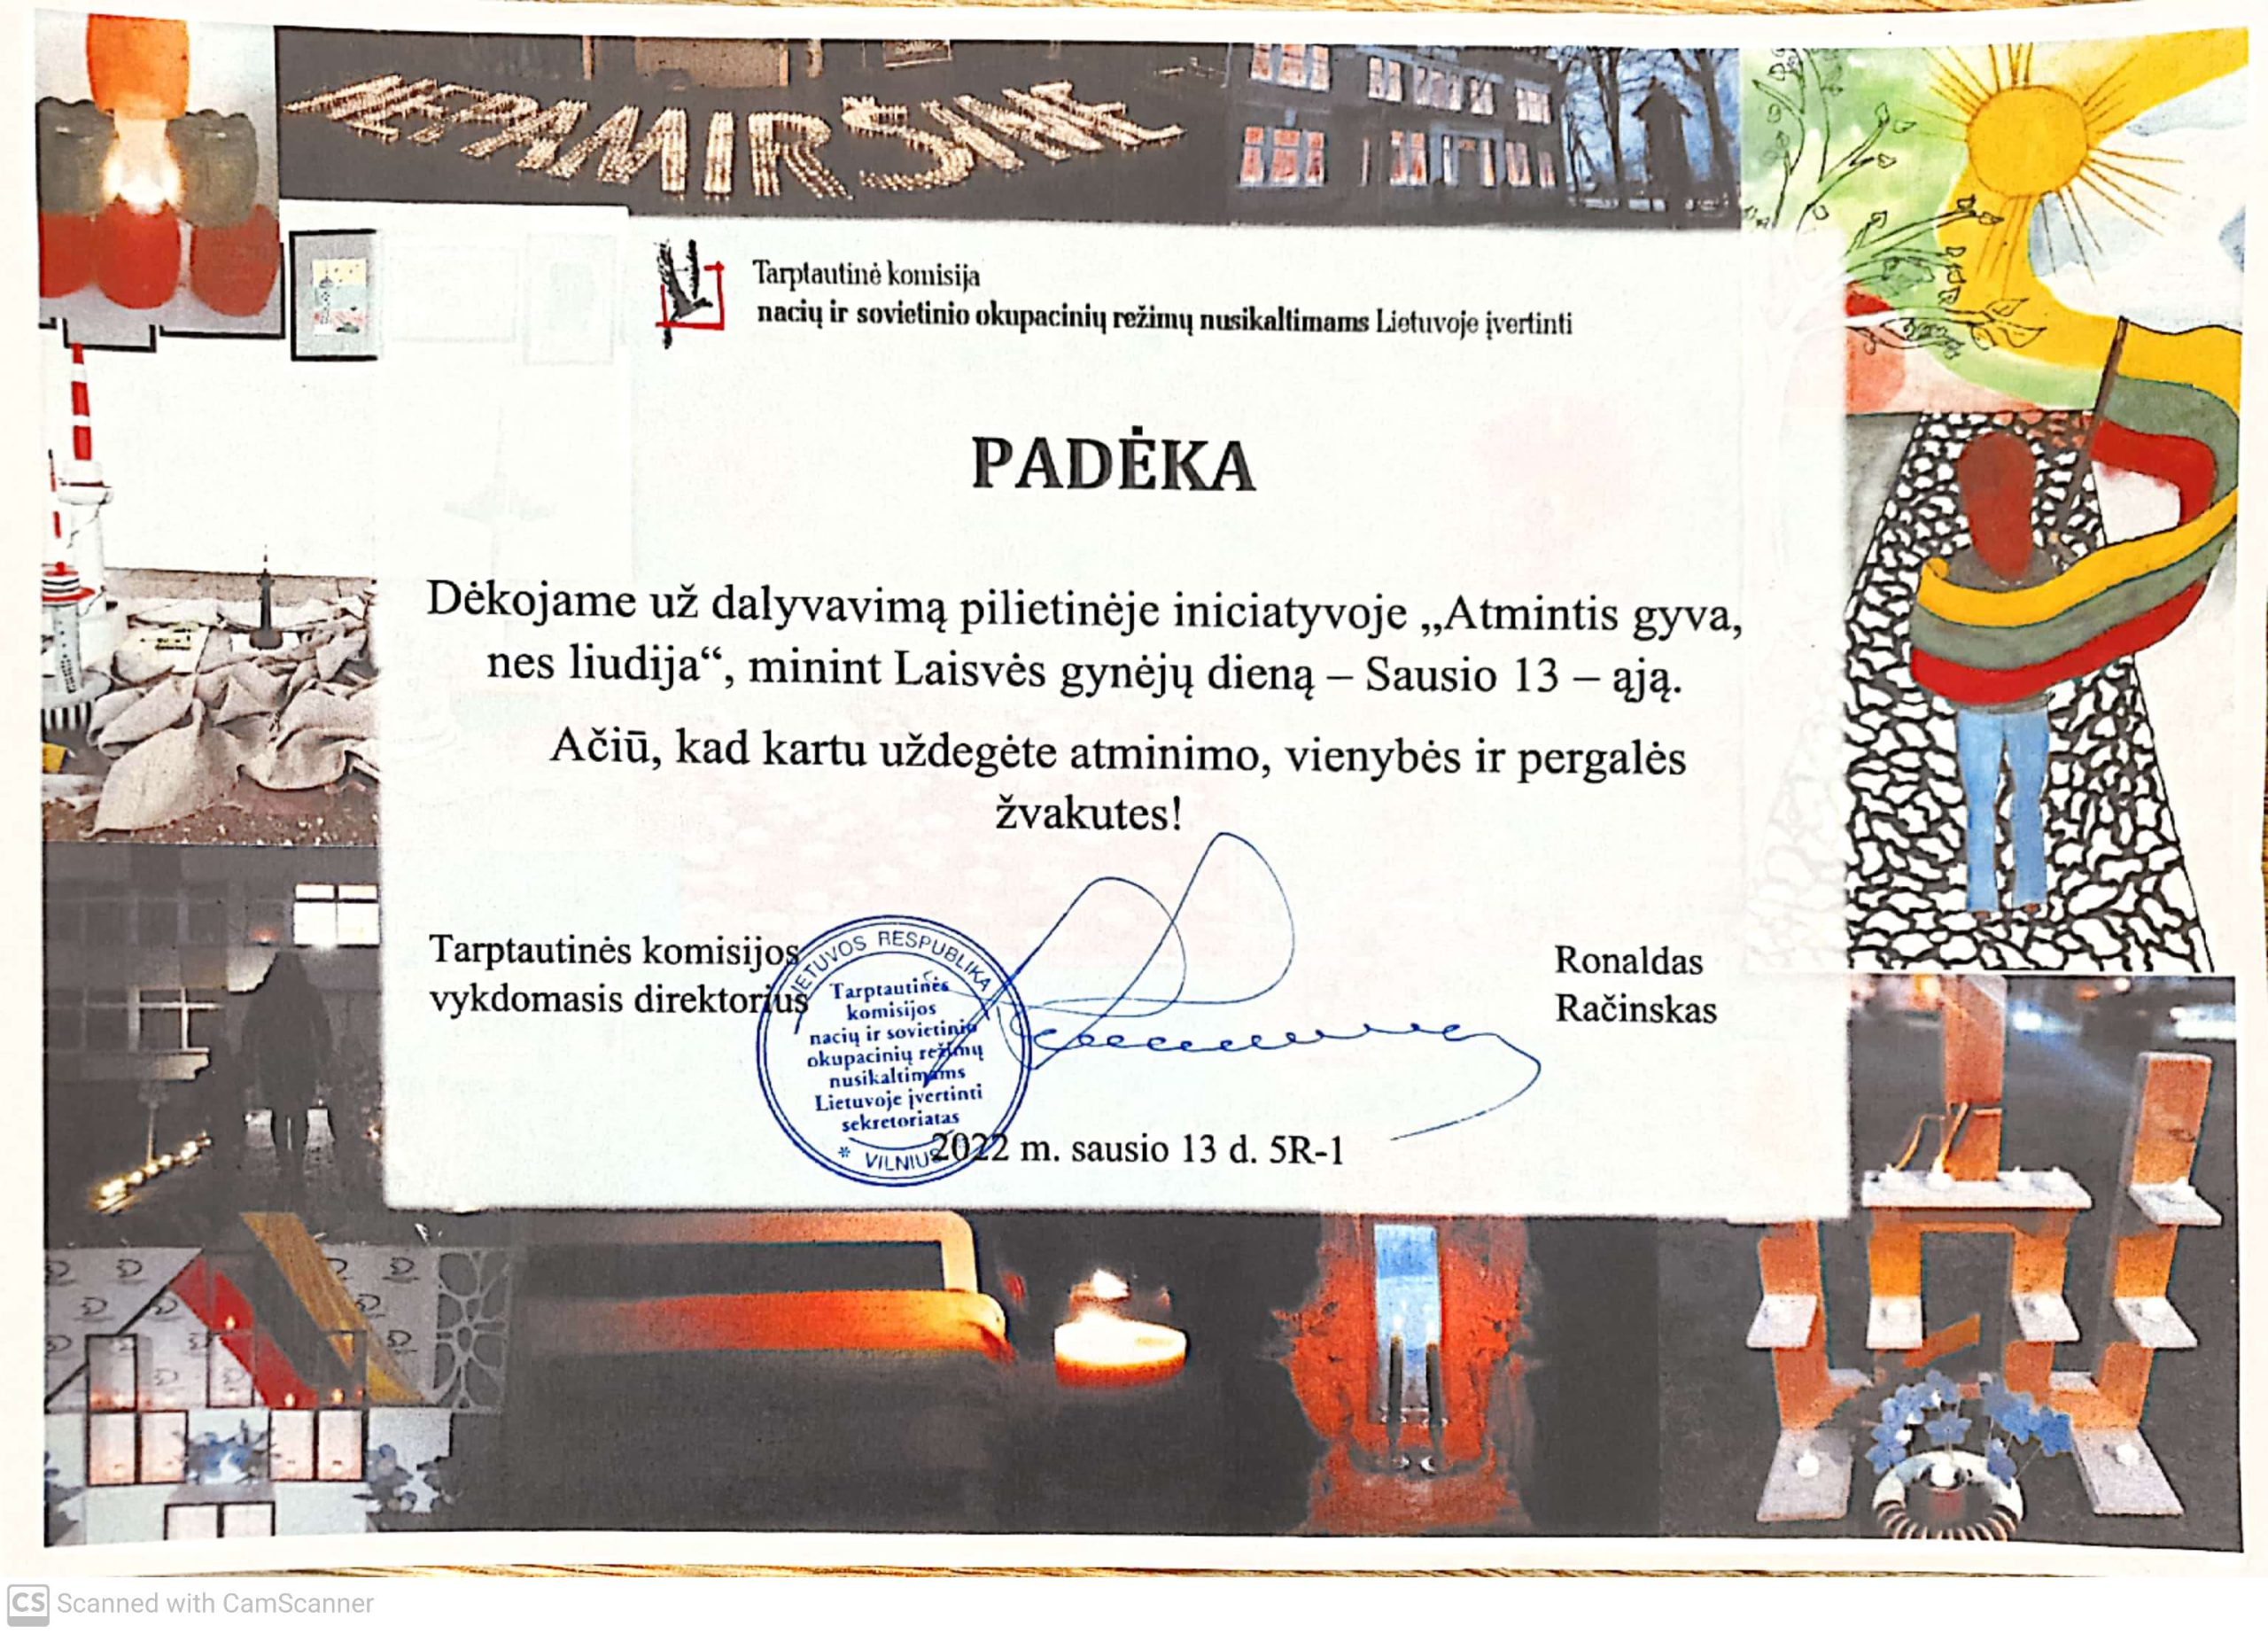 NEPAMIRŠIME
Tarptautinė komisija
nacių ir sovietinio okupacinių režimų nusikaltimams Lietuvoje įvertinti
PADĖKA
Dėkojame už dalyvavimą pilietinėje iniciatyvoje „Atmintis gyva,
nes liudija“, minint Laisvės gynėjų dieną – Sausio 13 – ąją.
Ačiū, kad kartu uždegėte atminimo, vienybės ir pergalės
žvakutes!
Tarptautinės komisijos
vykdomasis direktorius
LIETUVOS RESPUBLIKA
Tarptautinės
komisijos
nacių ir sovietinio
okupacinių režimų
nusikaltimams
Lietuvoje įvertinti
sekretoriatas
* VILNIUS
Ronaldas
Račinskas
2022 m. sausio 13 d. 5R-1
CS Scanned with CamScanner